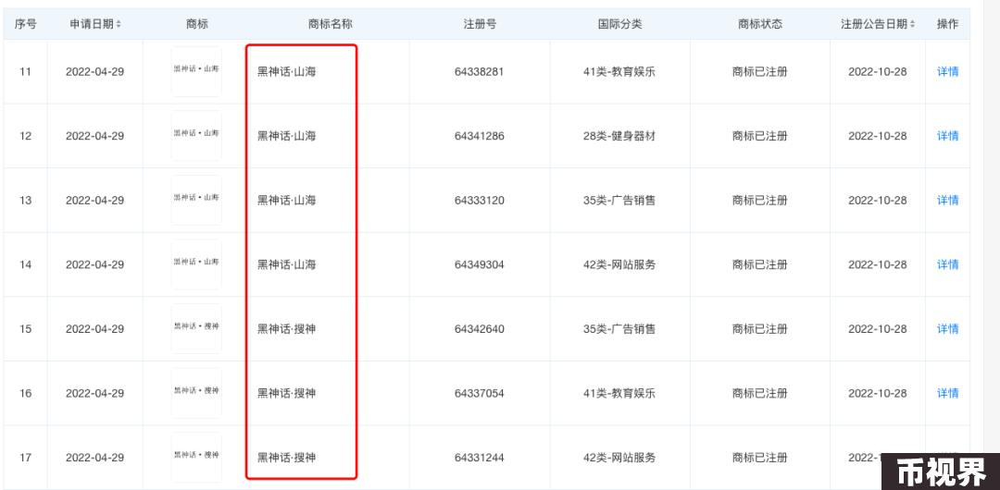 序号 申请日期 商标 商标名称 注册号 国际分类 商标状态 注册公告日期 操作
11 2022-04-29 黑神话·山海 黑神话·山海 64338281 41类-教育娱乐 商标已注册 2022-10-28 详情
12 2022-04-29 黑神话·山海 黑神话·山海 64341286 28类-健身器材 商标已注册 2022-10-28 详情
13 2022-04-29 黑神话·山海 黑神话·山海 64333120 35类-广告销售 商标已注册 2022-10-28 详情
14 2022-04-29 黑神话·山海 黑神话·山海 64349304 42类-网站服务 商标已注册 2022-10-28 详情
15 2022-04-29 黑神话·搜神 黑神话·搜神 64342640 35类-广告销售 商标已注册 2022-10-28 详情
16 2022-04-29 黑神话·搜神 黑神话·搜神 64337054 41类-教育娱乐 商标已注册 2022-10-28 详情
17 2022-04-29 黑神话·搜神 黑神话·搜神 64331244 42类-网站服务 商标已注册 2022-
币视界